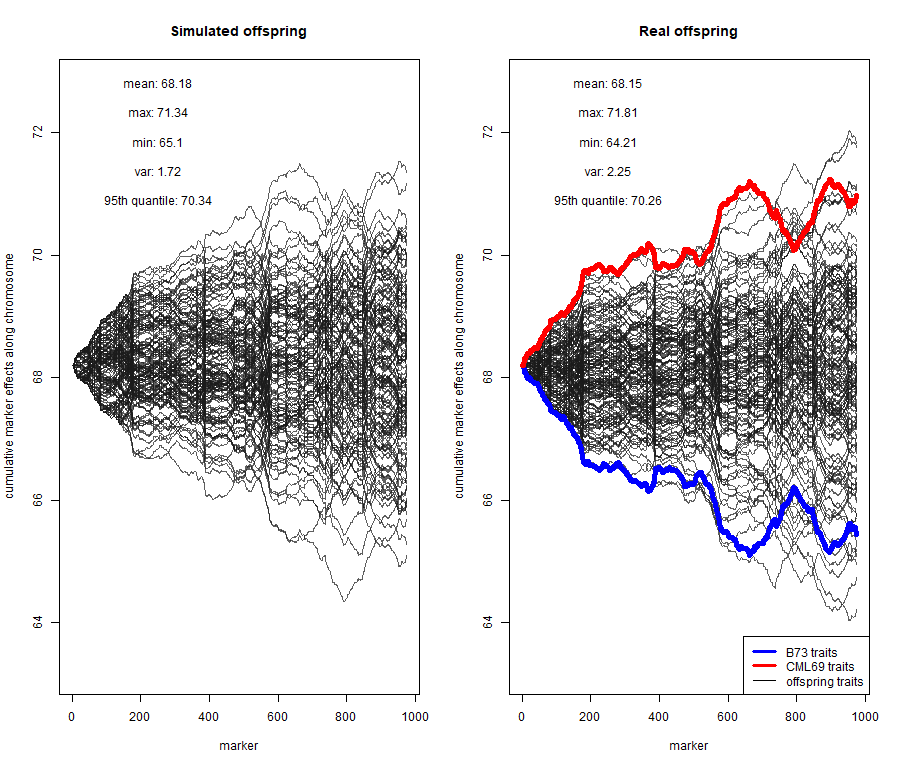 Simulated offspring
mean: 68.18
max: 71.34
min: 65.1
var: 1.72
95th quantile: 70.34
cumulative marker effects along chromosome
72
70
68
66
64
0 200 400 600 800 1000
marker
Real offspring
mean: 68.15
max: 71.81
min: 64.21
var: 2.25
95th quantile: 70.26
cumulative marker effects along chromosome
72
70
68
66
64
B73 traits
CML69 traits
offspring traits
0 200 400 600 800 1000
marker